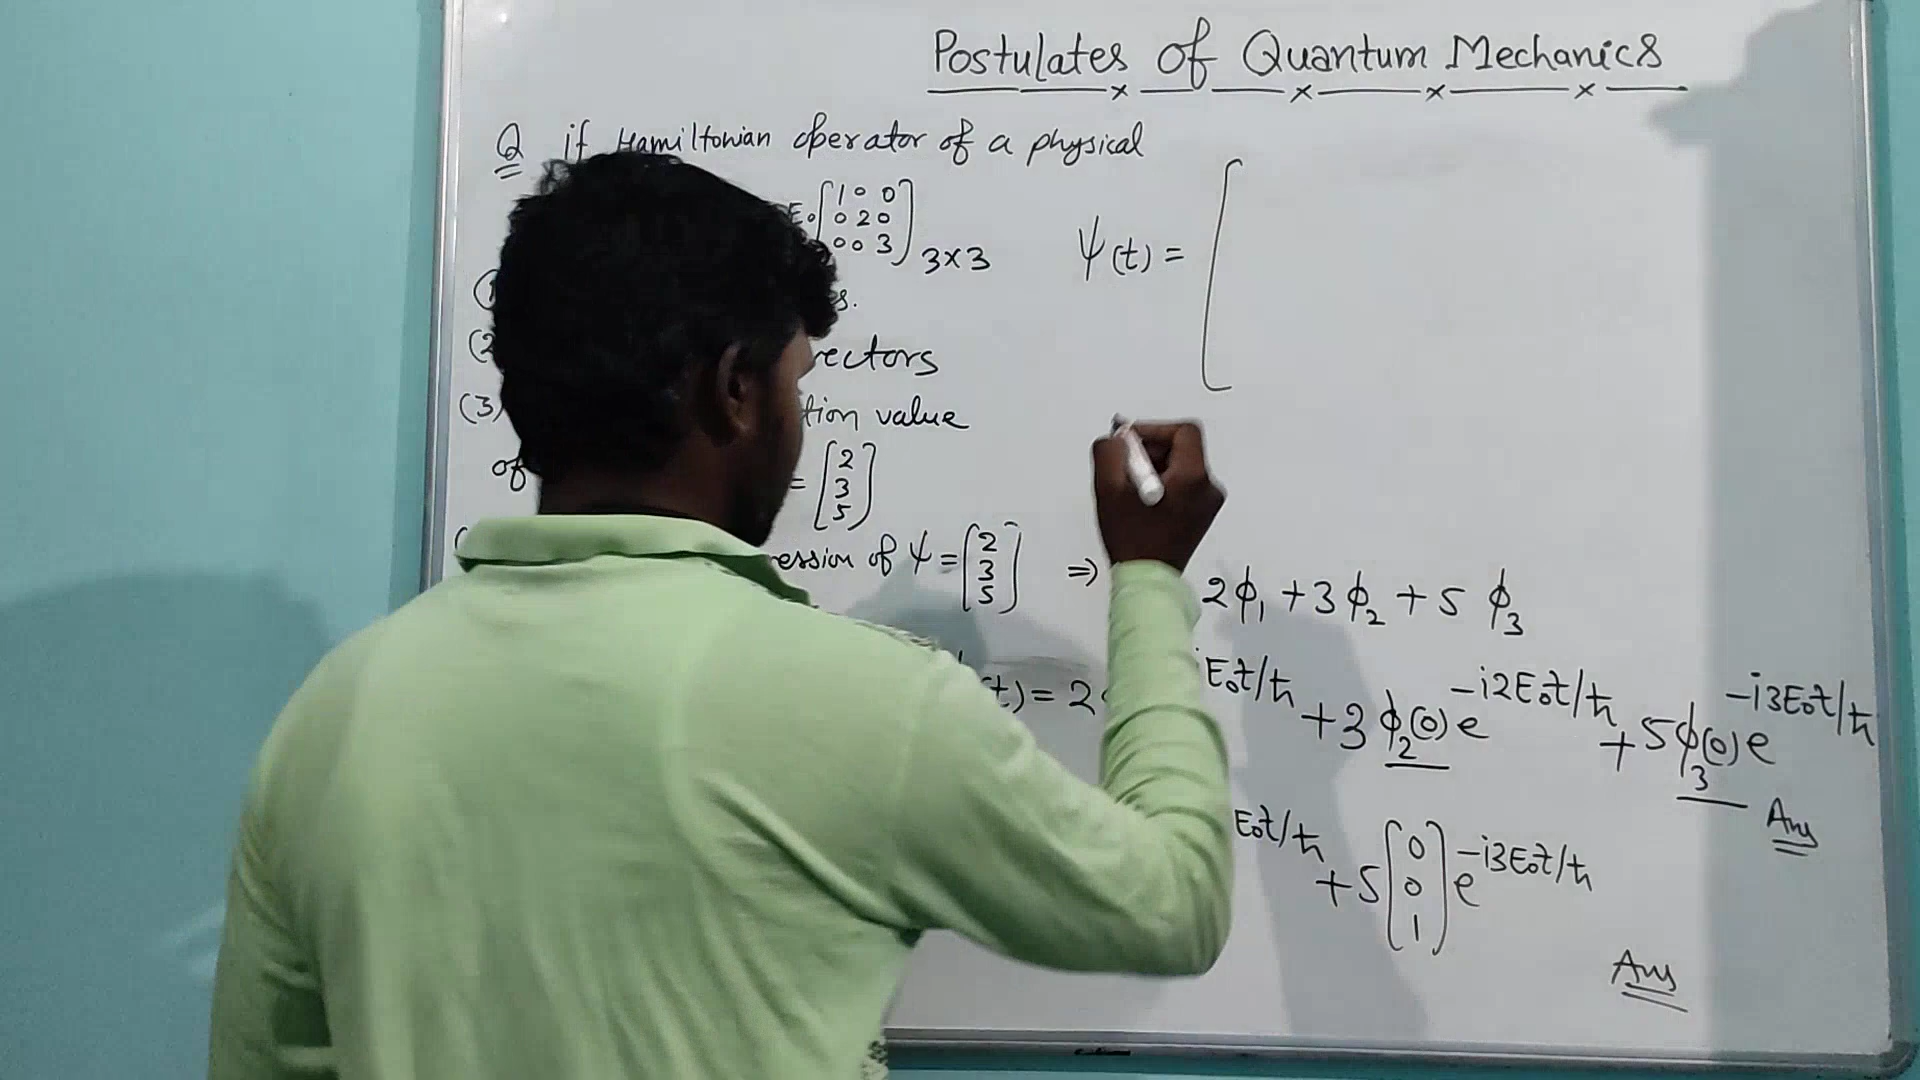 Postulates of Quantum Mechanics
Q if Hamiltonian operator of a physical
E₀ [1 0 0
0 2 0
0 0 3] 3×3
(1) s.
(2) vectors
(3) tion value
of = [2
3
5]
ession of ψ = [2
3
5] ⇒ 2ϕ₁ + 3ϕ₂ + 5 ϕ₃
(t) = 2 iE₀t/ħ + 3 ϕ₂(0) e^-i2E₀t/ħ + 5ϕ₃(0) e^-i3E₀t/ħ
Ans
E₀t/ħ + 5 [0
0
1] e^-i3E₀t/ħ
Ans
ψ(t) = [